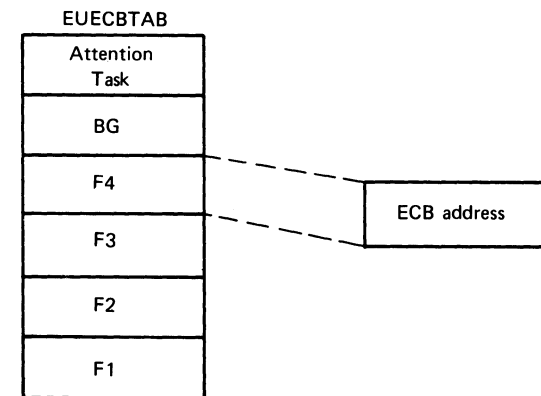 EUECBTAB
Attention
Task
BG
F4
ECB address
F3
F2
F1